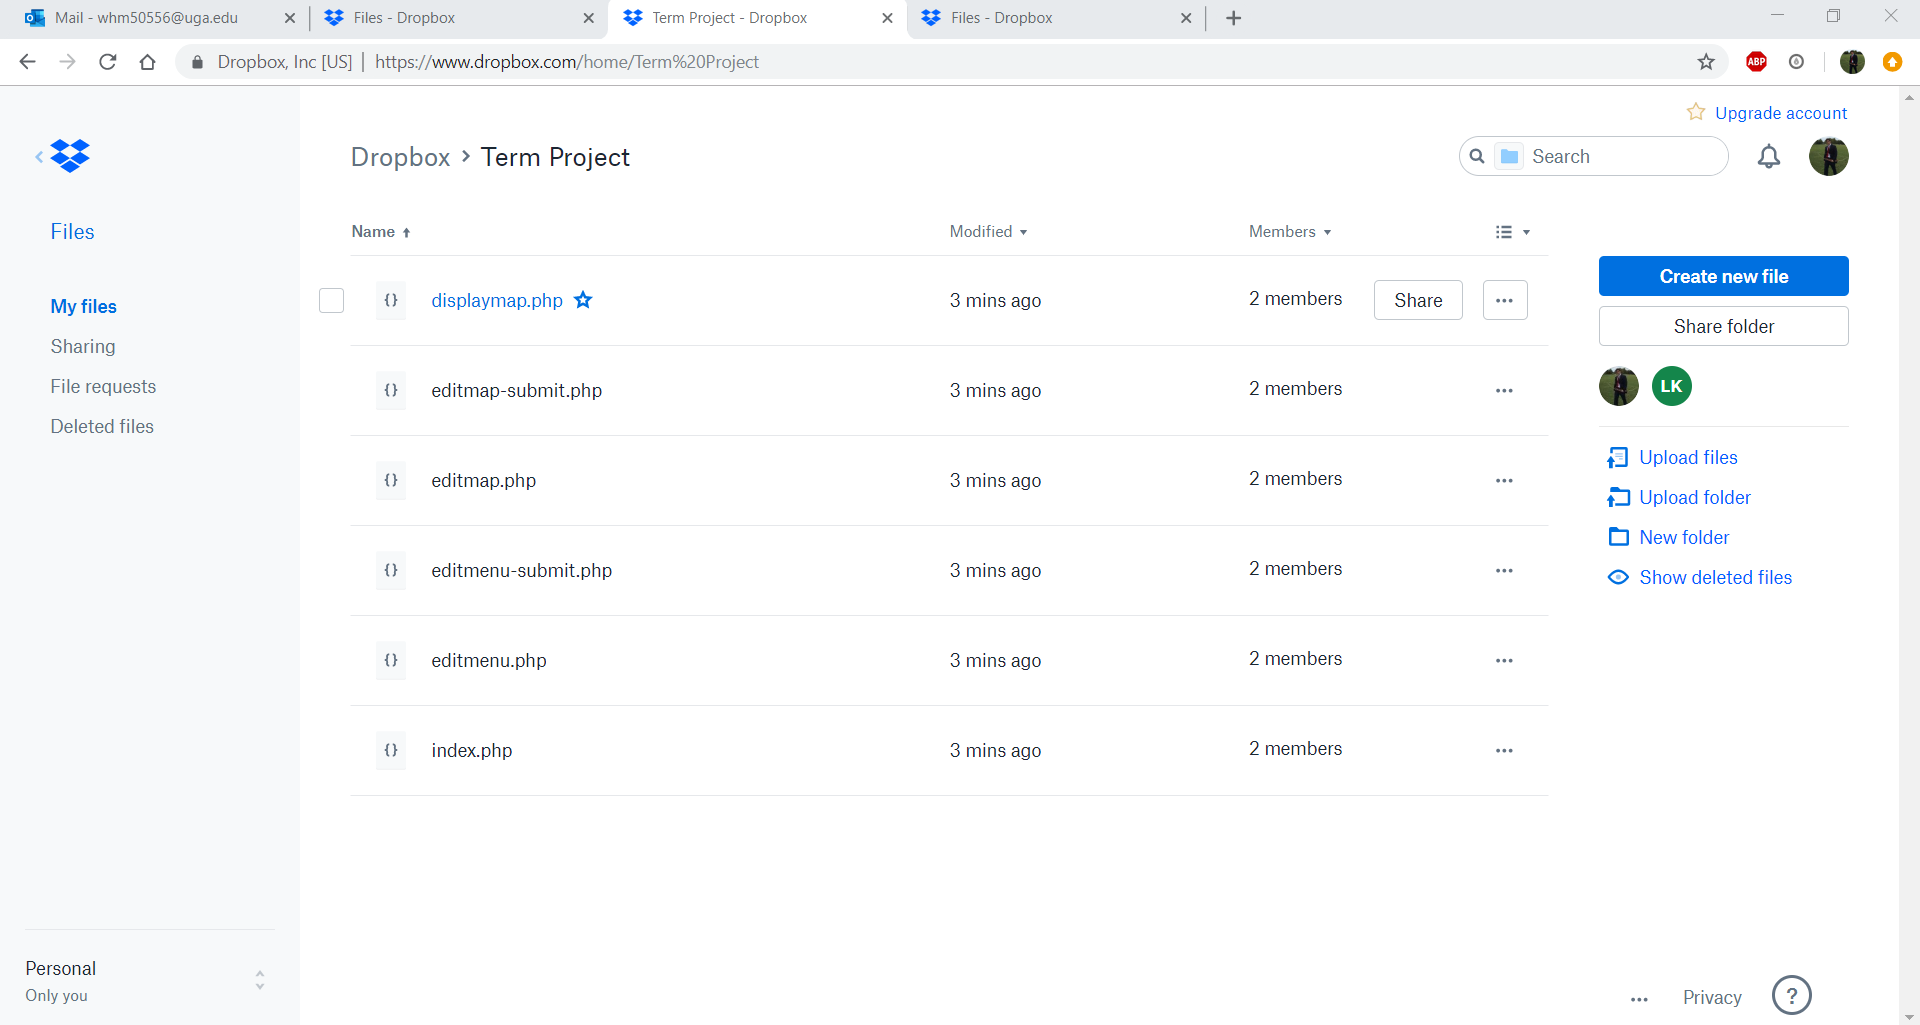 Mail - whm50556@uga.edu
Files - Dropbox
Term Project - Dropbox
Files - Dropbox
Dropbox, Inc [US] | https://www.dropbox.com/home/Term%20Project
ABP
Upgrade account
Dropbox › Term Project
Search
Files
My files
Sharing
File requests
Deleted files
Name Modified Members
displaymap.php 3 mins ago 2 members Share
editmap-submit.php 3 mins ago 2 members
editmap.php 3 mins ago 2 members
editmenu-submit.php 3 mins ago 2 members
editmenu.php 3 mins ago 2 members
index.php 3 mins ago 2 members
Create new file
Share folder
LK
Upload files
Upload folder
New folder
Show deleted files
Personal
Only you
Privacy
?